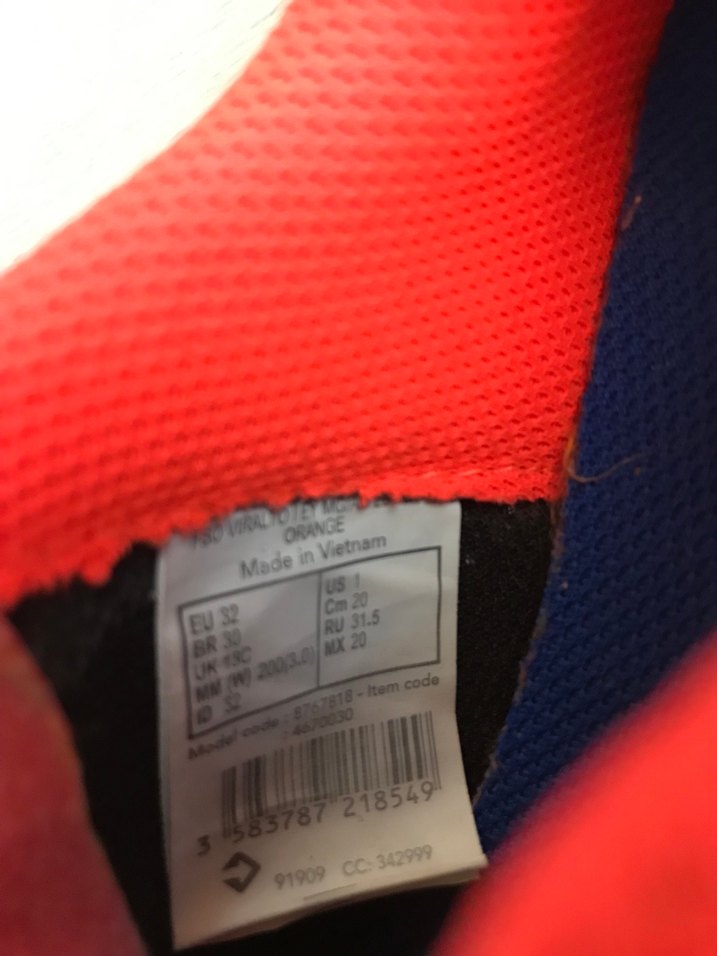 ORANGE
Made in Vietnam
EU 32
BR 30
UK 13C
MM (W) 200(3.0)
ID 32
US 1
Cm 20
RU 31.5
MX 20
Model code : 8767818 - Item code
: 4670030
3 583787 218549
91909 CC: 342999